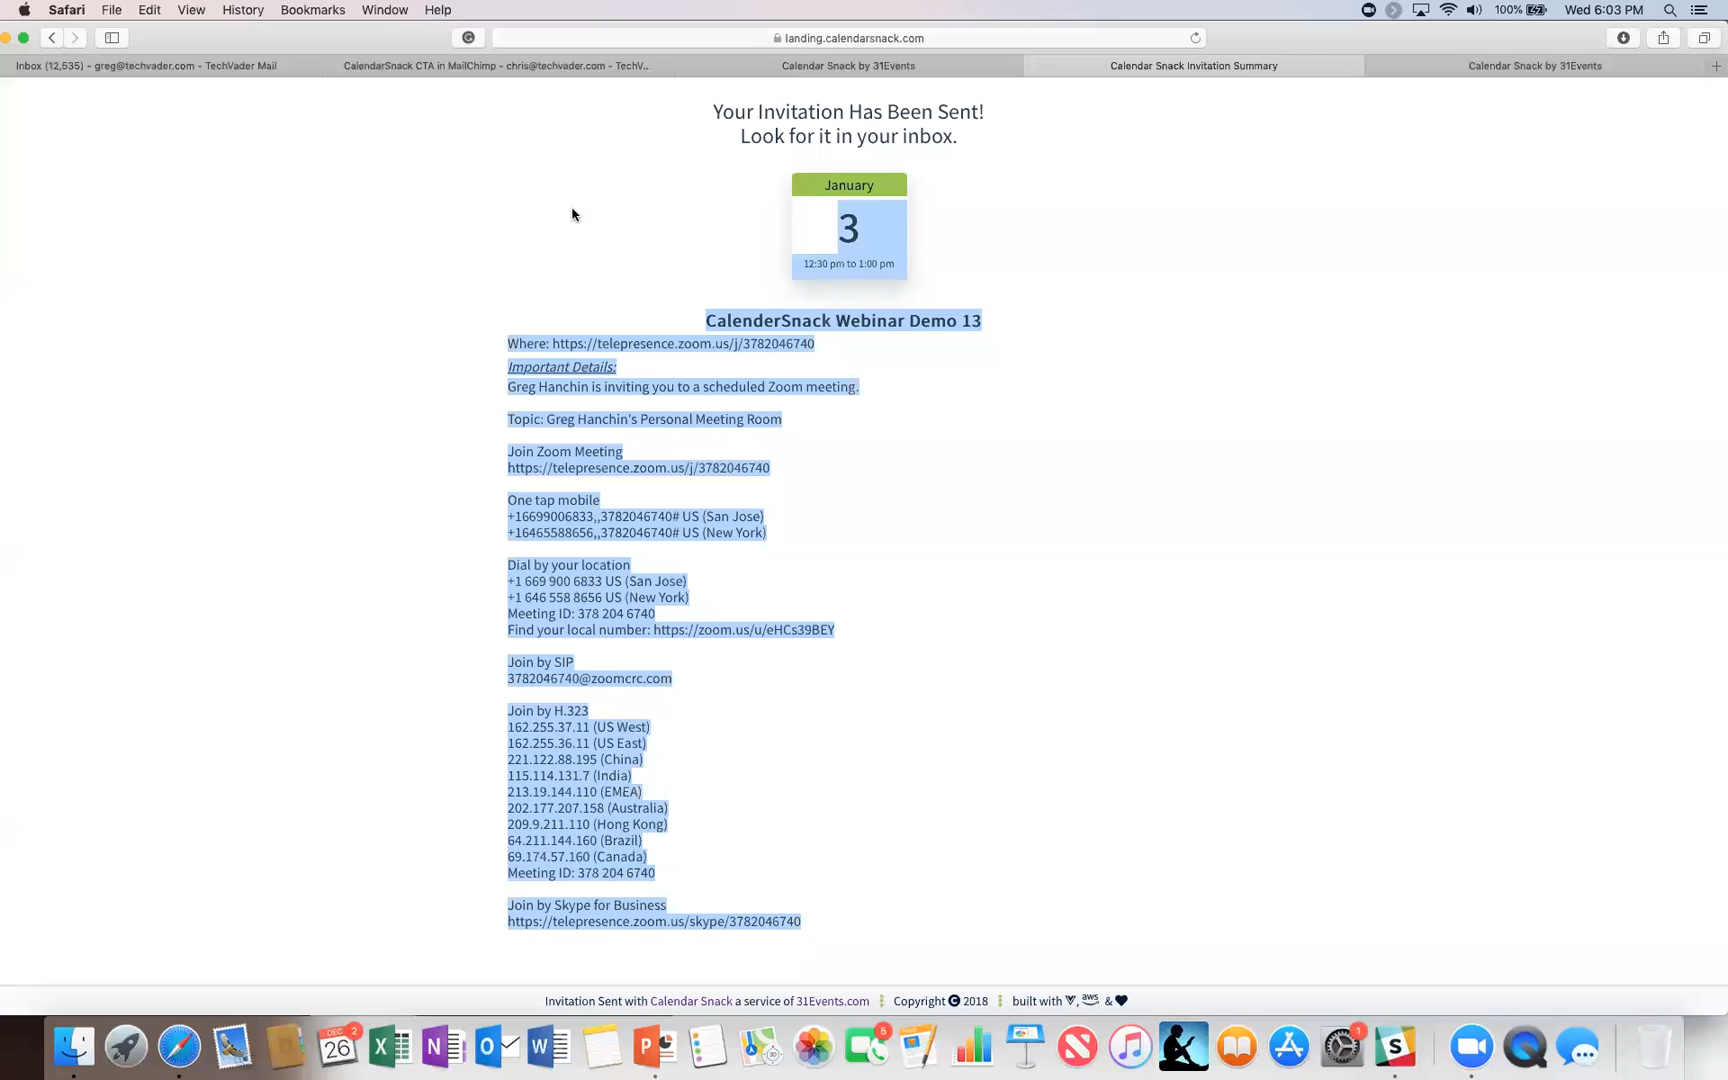 Safari File Edit View History Bookmarks Window Help 100% Wed 6:03 PM
landing.calendarsnack.com
Inbox (12,535) - greg@techvader.com - TechVader Mail
CalendarSnack CTA in MailChimp - chris@techvader.com - TechV...
Calendar Snack by 31Events
Calendar Snack Invitation Summary
Calendar Snack by 31Events
Your Invitation Has Been Sent!
Look for it in your inbox.
January
3
12:30 pm to 1:00 pm
CalenderSnack Webinar Demo 13
Where: https://telepresence.zoom.us/j/3782046740
Important Details:
Greg Hanchin is inviting you to a scheduled Zoom meeting.
Topic: Greg Hanchin's Personal Meeting Room
Join Zoom Meeting
https://telepresence.zoom.us/j/3782046740
One tap mobile
+16699006833,,3782046740# US (San Jose)
+16465588656,,3782046740# US (New York)
Dial by your location
+1 669 900 6833 US (San Jose)
+1 646 558 8656 US (New York)
Meeting ID: 378 204 6740
Find your local number: https://zoom.us/u/eHCs39BEY
Join by SIP
3782046740@zoomcrc.com
Join by H.323
162.255.37.11 (US West)
162.255.36.11 (US East)
221.122.88.195 (China)
115.114.131.7 (India)
213.19.144.110 (EMEA)
202.177.207.158 (Australia)
209.9.211.110 (Hong Kong)
64.211.144.160 (Brazil)
69.174.57.160 (Canada)
Meeting ID: 378 204 6740
Join by Skype for Business
https://telepresence.zoom.us/skype/3782046740
Invitation Sent with Calendar Snack a service of 31Events.com Copyright 2018 built with aws &
DEC 2
26
6
1